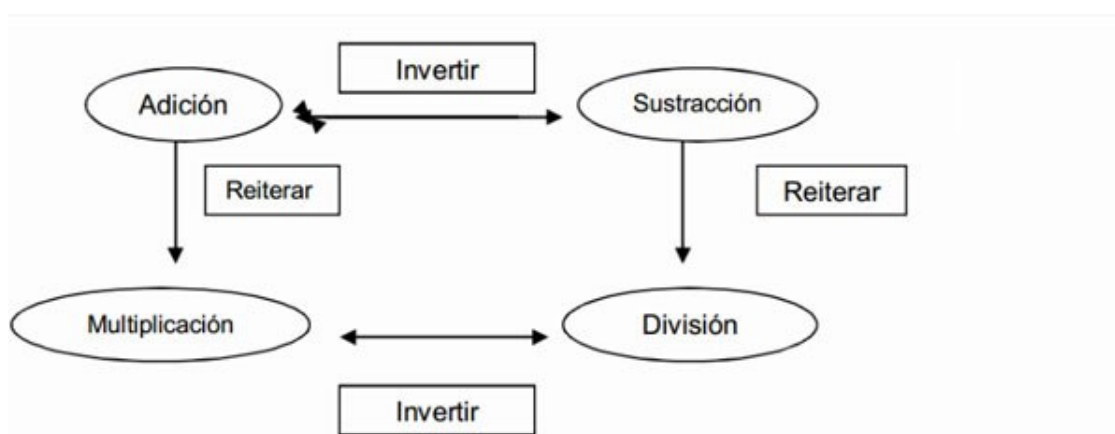 Invertir
Adición
Sustracción
Reiterar
Reiterar
Multiplicación
División
Invertir